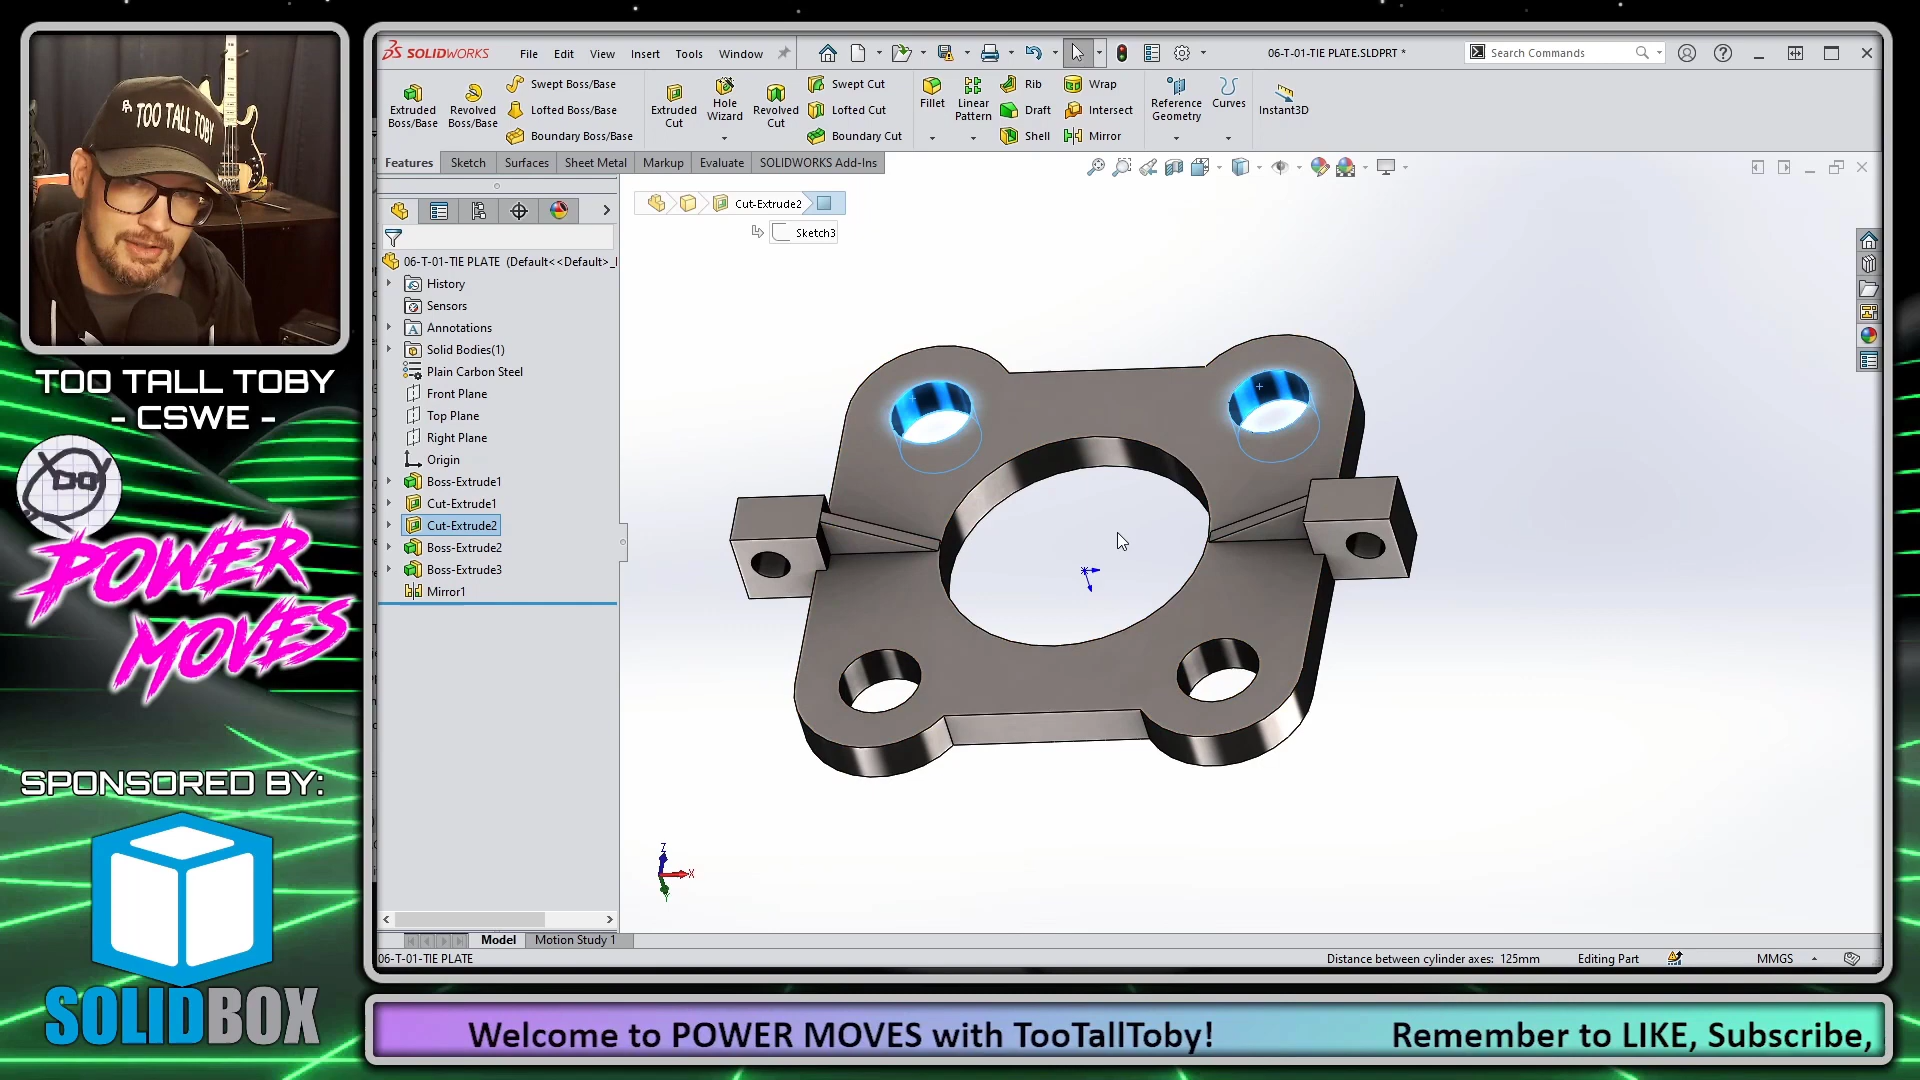 TOO TALL TOBY
TOO TALL TOBY
- CSWE -
POWER
MOVES
SPONSORED BY:
SOLIDBOX
SOLIDWORKS
File Edit View Insert Tools Window
06-T-01-TIE PLATE.SLDPRT *
Search Commands
Extruded Boss/Base
Revolved Boss/Base
Swept Boss/Base
Lofted Boss/Base
Boundary Boss/Base
Extruded Cut
Hole Wizard
Revolved Cut
Swept Cut
Lofted Cut
Boundary Cut
Fillet
Linear Pattern
Rib
Draft
Shell
Wrap
Intersect
Mirror
Reference Geometry
Curves
Instant3D
Features Sketch Surfaces Sheet Metal Markup Evaluate SOLIDWORKS Add-Ins
Cut-Extrude2
Sketch3
06-T-01-TIE PLATE (Default<<Default>_
History
Sensors
Annotations
Solid Bodies(1)
Plain Carbon Steel
Front Plane
Top Plane
Right Plane
Origin
Boss-Extrude1
Cut-Extrude1
Cut-Extrude2
Boss-Extrude2
Boss-Extrude3
Mirror1
Z
X
Y
Model Motion Study 1
06-T-01-TIE PLATE
Distance between cylinder axes: 125mm
Editing Part
MMGS
Welcome to POWER MOVES with TooTallToby! Remember to LIKE, Subscribe,